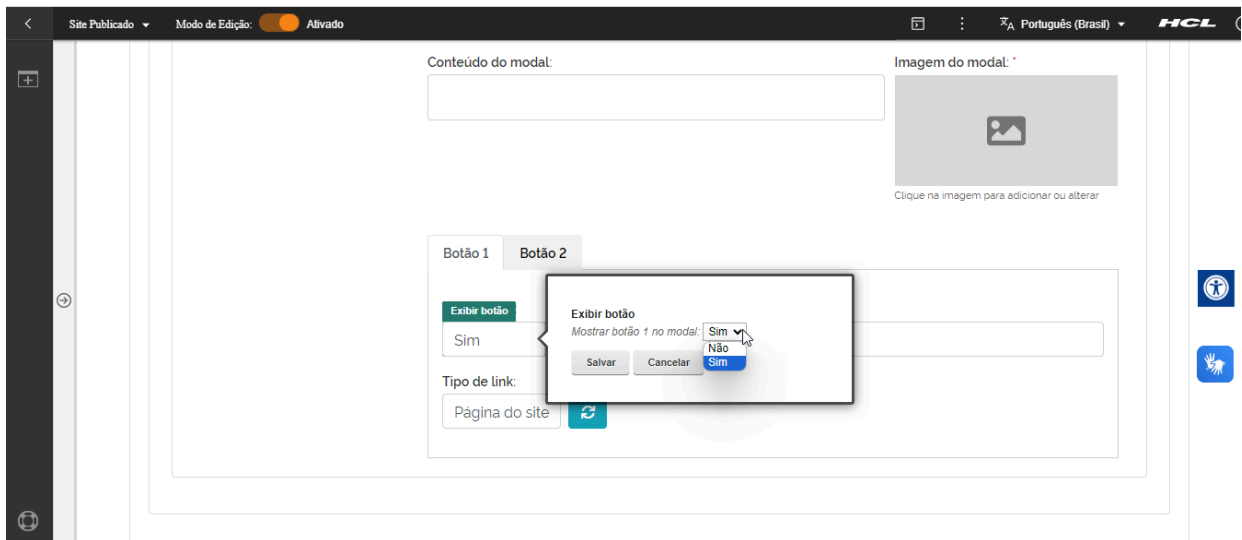 Site Publicado
Modo de Edição: Ativado
Português (Brasil)
HCL
Conteúdo do modal:
Imagem do modal: *
Clique na imagem para adicionar ou alterar
Botão 1
Botão 2
Exibir botão
Sim
Exibir botão
Mostrar botão 1 no modal: Sim
Não
Sim
Salvar
Cancelar
Tipo de link:
Página do site